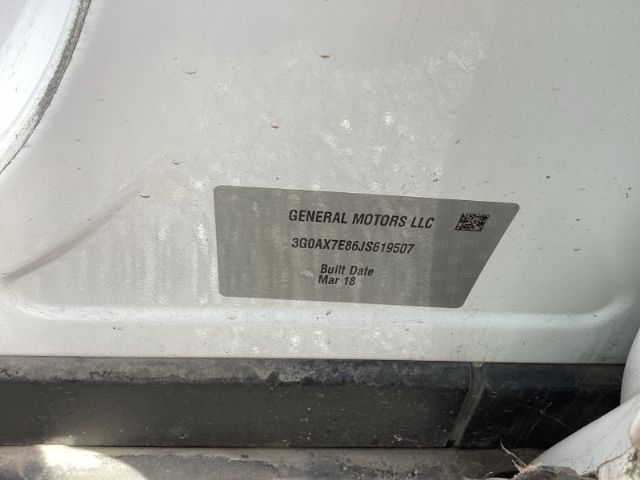 GENERAL MOTORS LLC
3G0AX7E86JS619507
Built Date
Mar 18